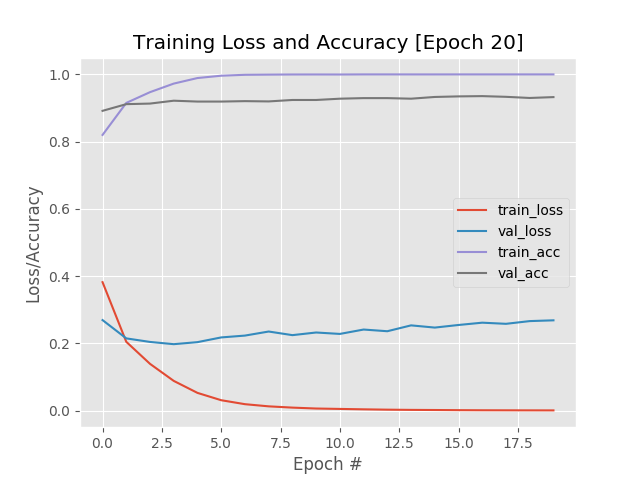 Training Loss and Accuracy [Epoch 20]
Loss/Accuracy
1.0
0.8
0.6
0.4
0.2
0.0
train_loss
val_loss
train_acc
val_acc
0.0 2.5 5.0 7.5 10.0 12.5 15.0 17.5
Epoch #